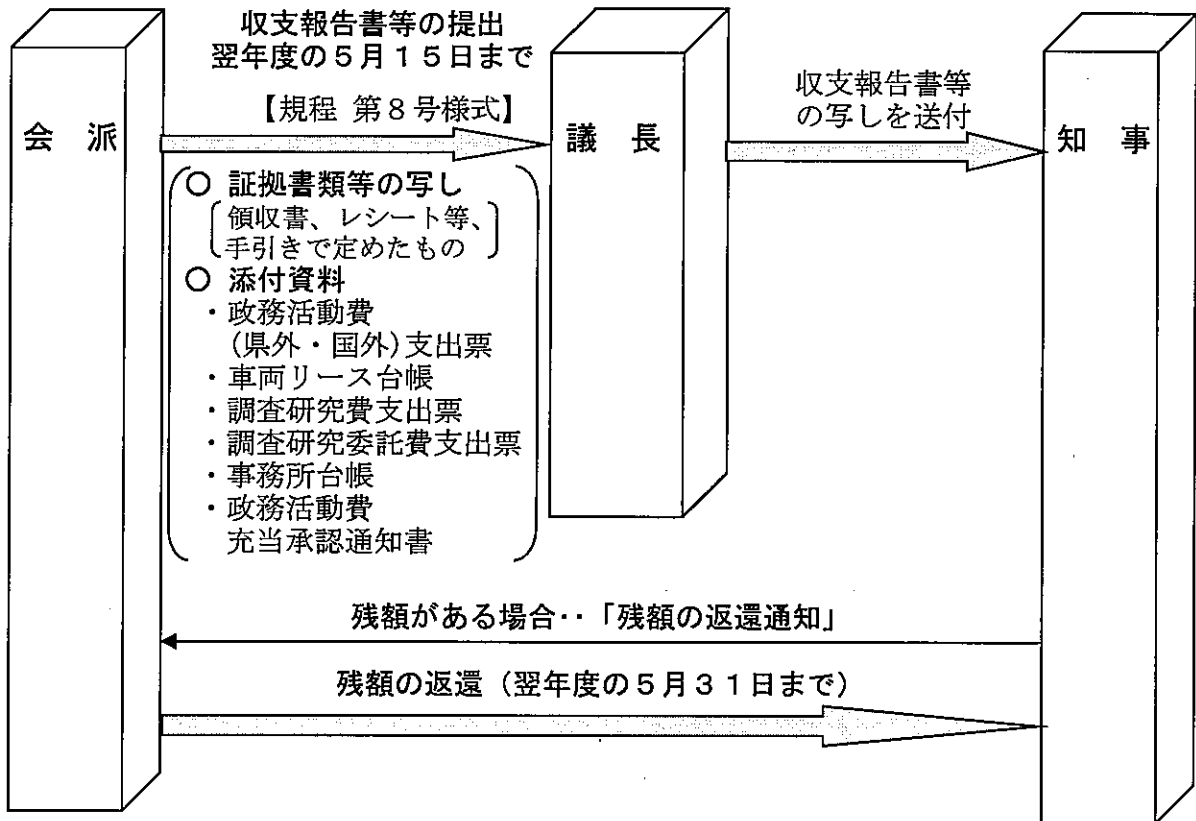 収支報告書等の提出
翌年度の５月１５日まで
【規程 第８号様式】
会 派
議 長
収支報告書等
の写しを送付
知 事
○ 証拠書類等の写し
領収書、レシート等、
手引きで定めたもの
○ 添付資料
・政務活動費
(県外・国外)支出票
・車両リース台帳
・調査研究費支出票
・調査研究委託費支出票
・事務所台帳
・政務活動費
充当承認通知書
残額がある場合‥「残額の返還通知」
残額の返還（翌年度の５月３１日まで）